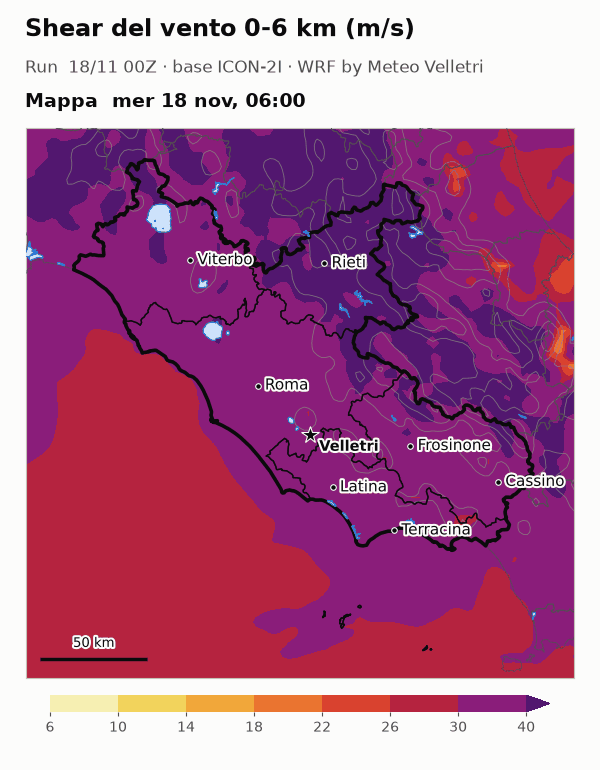 Shear del vento 0-6 km (m/s)
Run 18/11 00Z · base ICON-2I · WRF by Meteo Velletri
Mappa mer 18 nov, 06:00
Viterbo
Rieti
Roma
Velletri
Frosinone
Latina
Cassino
Terracina
50 km
6 10 14 18 22 26 30 40